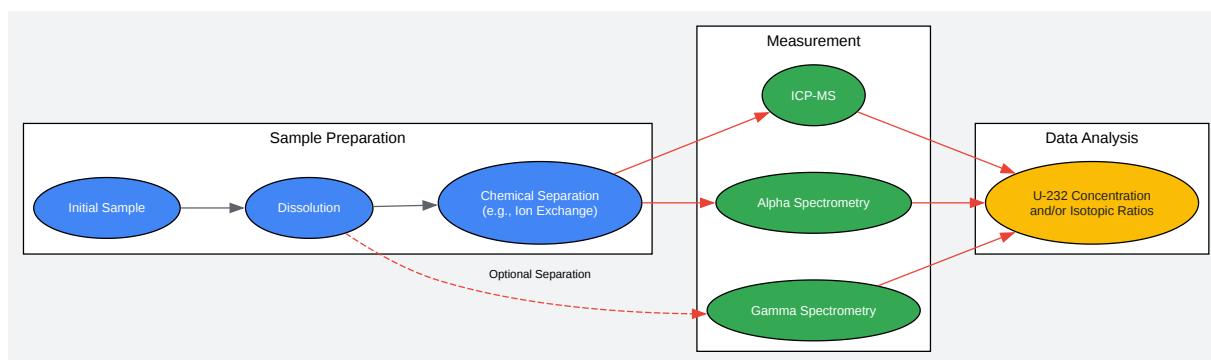 Sample Preparation
Initial Sample
Dissolution
Chemical Separation
(e.g., Ion Exchange)
Optional Separation
Measurement
ICP-MS
Alpha Spectrometry
Gamma Spectrometry
Data Analysis
U-232 Concentration
and/or Isotopic Ratios